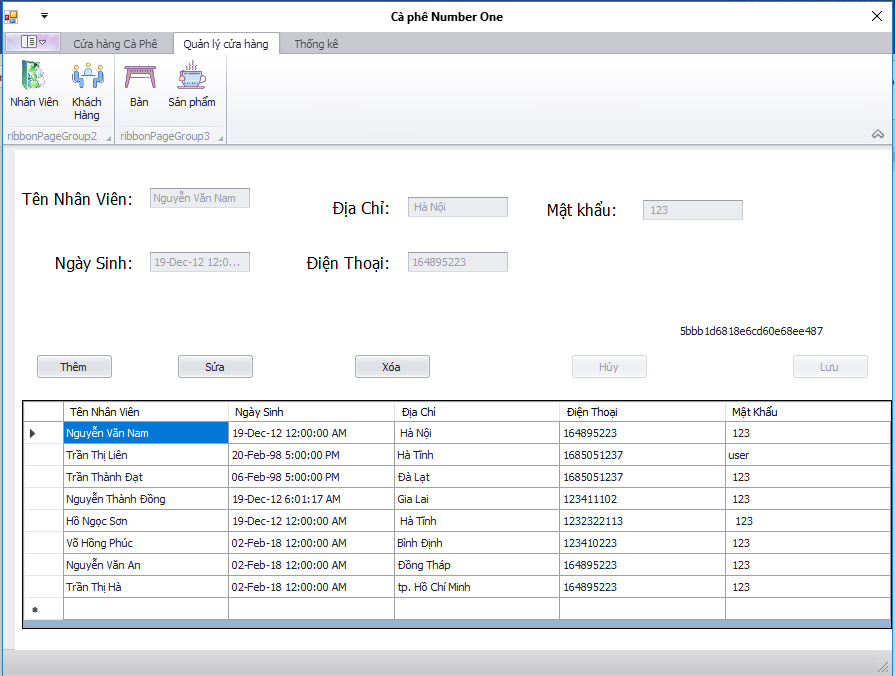 Cà phê Number One
Cửa hàng Cà Phê Quản lý cửa hàng Thống kê
Nhân Viên Khách Hàng Bàn Sản phẩm
ribbonPageGroup2 ribbonPageGroup3
Tên Nhân Viên: Nguyễn Văn Nam Địa Chỉ: Hà Nội Mật khẩu: 123
Ngày Sinh: 19-Dec-12 12:0... Điện Thoại: 164895223
5bbb1d6818e6cd60e68ee487
Thêm Sửa Xóa Hủy Lưu
Tên Nhân Viên Ngày Sinh Địa Chỉ Điện Thoại Mật Khẩu
Nguyễn Văn Nam 19-Dec-12 12:00:00 AM Hà Nội 164895223 123
Trần Thị Liên 20-Feb-98 5:00:00 PM Hà Tĩnh 1685051237 user
Trần Thành Đạt 06-Feb-98 5:00:00 PM Đà Lạt 1685051237 123
Nguyễn Thành Đồng 19-Dec-12 6:01:17 AM Gia Lai 123411102 123
Hồ Ngọc Sơn 19-Dec-12 12:00:00 AM Hà Tĩnh 1232322113 123
Võ Hồng Phúc 02-Feb-18 12:00:00 AM Bình Định 123410223 123
Nguyễn Văn An 02-Feb-18 12:00:00 AM Đồng Tháp 164895223 123
Trần Thị Hà 02-Feb-18 12:00:00 AM tp. Hồ Chí Minh 164895223 123